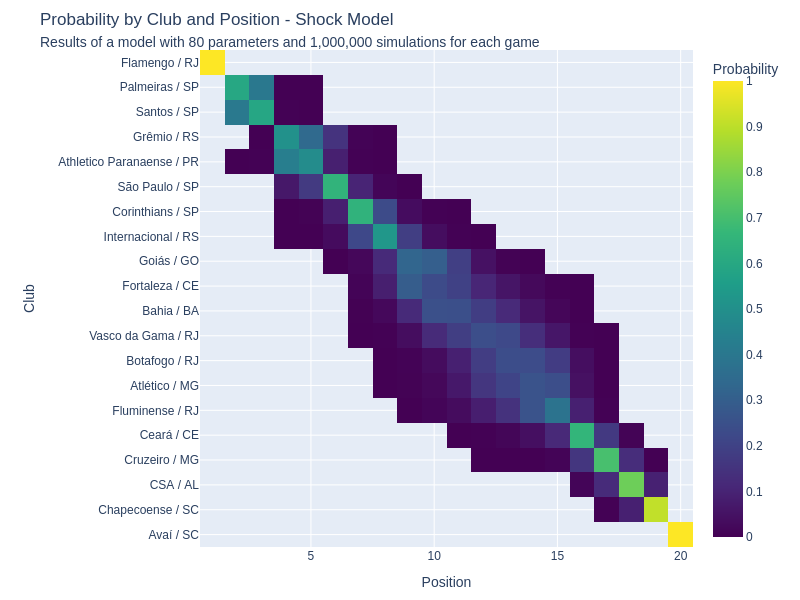 Probability by Club and Position - Shock Model
Results of a model with 80 parameters and 1,000,000 simulations for each game
Probability
Club
Flamengo / RJ
Palmeiras / SP
Santos / SP
Grêmio / RS
Athletico Paranaense / PR
São Paulo / SP
Corinthians / SP
Internacional / RS
Goiás / GO
Fortaleza / CE
Bahia / BA
Vasco da Gama / RJ
Botafogo / RJ
Atlético / MG
Fluminense / RJ
Ceará / CE
Cruzeiro / MG
CSA / AL
Chapecoense / SC
Avaí / SC
1
0.9
0.8
0.7
0.6
0.5
0.4
0.3
0.2
0.1
0
5 10 15 20
Position